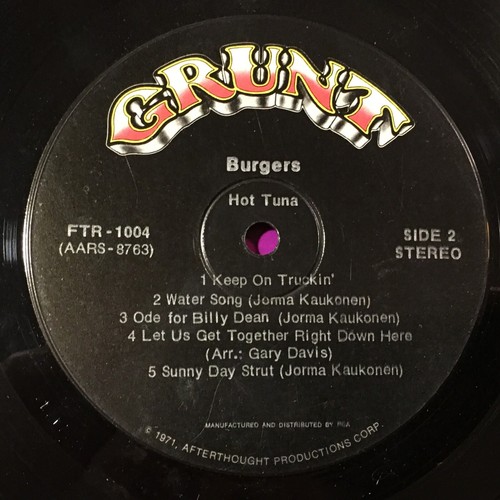 GRUNT
Burgers
Hot Tuna
FTR-1004
(AARS-8763)
SIDE 2
STEREO
1 Keep On Truckin'
2 Water Song (Jorma Kaukonen)
3 Ode for Billy Dean (Jorma Kaukonen)
4 Let Us Get Together Right Down Here
(Arr.: Gary Davis)
5 Sunny Day Strut (Jorma Kaukonen)
MANUFACTURED AND DISTRIBUTED BY RCA
© 1971, AFTERTHOUGHT PRODUCTIONS CORP.